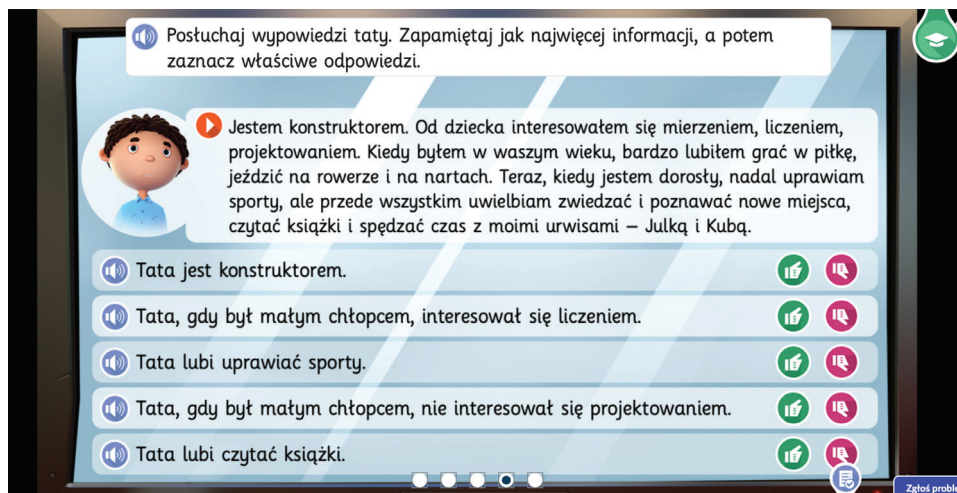 Posłuchaj wypowiedzi taty. Zapamiętaj jak najwięcej informacji, a potem
zaznacz właściwe odpowiedzi.
Jestem konstruktorem. Od dziecka interesowałem się mierzeniem, liczeniem,
projektowaniem. Kiedy byłem w waszym wieku, bardzo lubiłem grać w piłkę,
jeździć na rowerze i na nartach. Teraz, kiedy jestem dorosły, nadal uprawiam
sporty, ale przede wszystkim uwielbiam zwiedzać i poznawać nowe miejsca,
czytać książki i spędzać czas z moimi urwisami – Julką i Kubą.
Tata jest konstruktorem.
Tata, gdy był małym chłopcem, interesował się liczeniem.
Tata lubi uprawiać sporty.
Tata, gdy był małym chłopcem, nie interesował się projektowaniem.
Tata lubi czytać książki.
Zgłoś proble